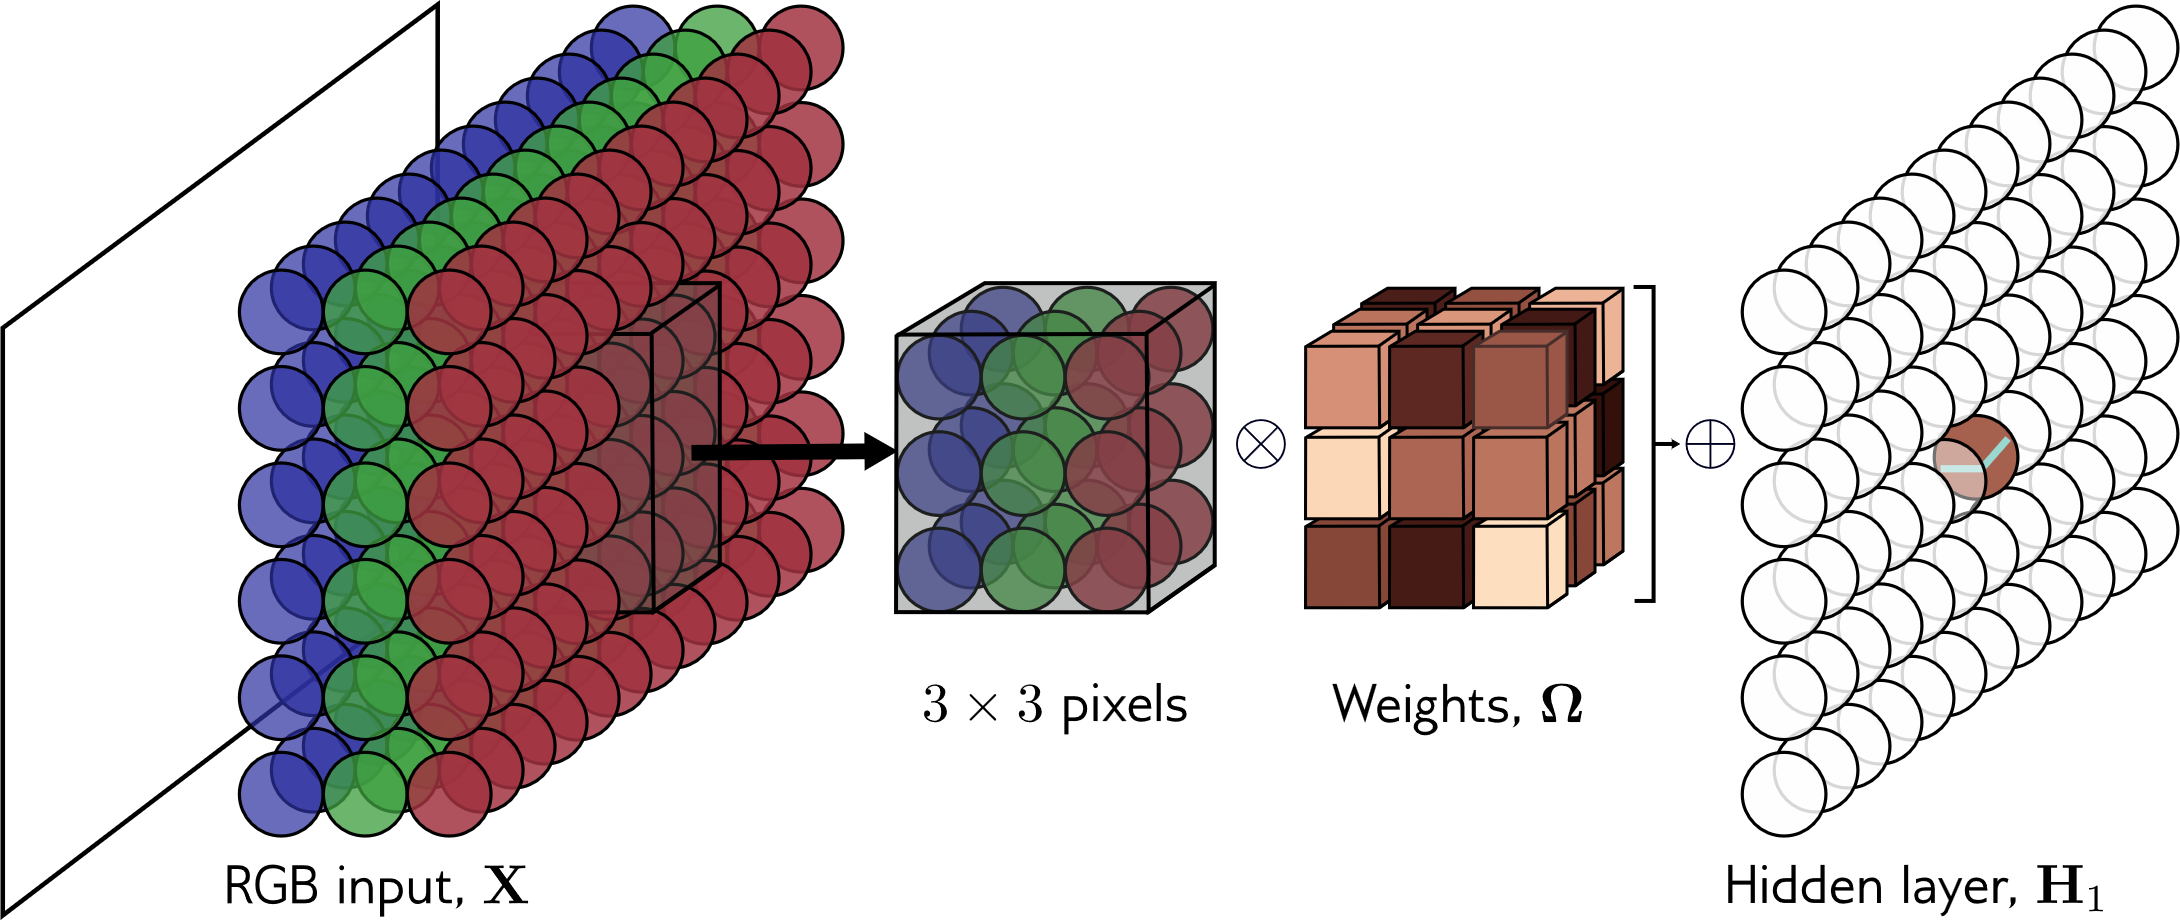 3 × 3 pixels
Weights, Ω
RGB input, X
Hidden layer, H₁